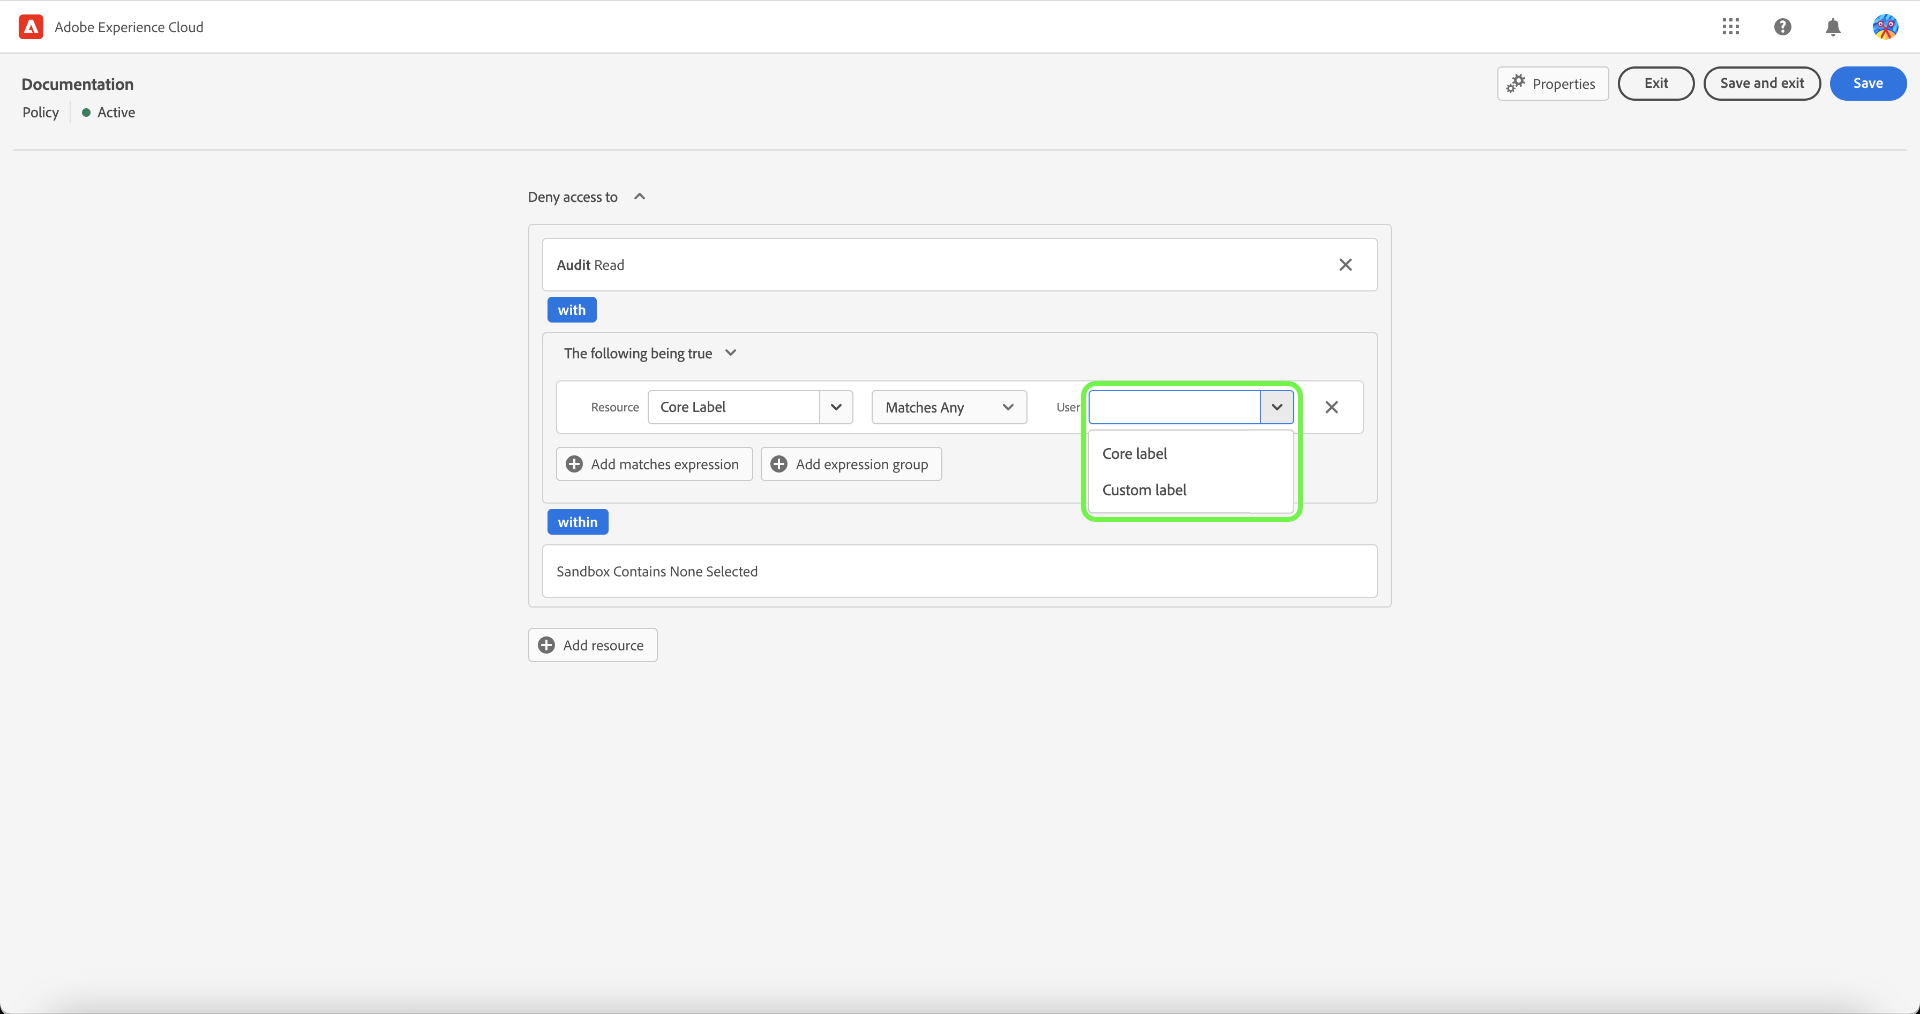 Adobe Experience Cloud
Documentation
Policy Active
Properties Exit Save and exit Save
Deny access to
Audit Read
with
The following being true
Resource Core Label Matches Any User
Core label
Custom label
Add matches expression Add expression group
within
Sandbox Contains None Selected
Add resource